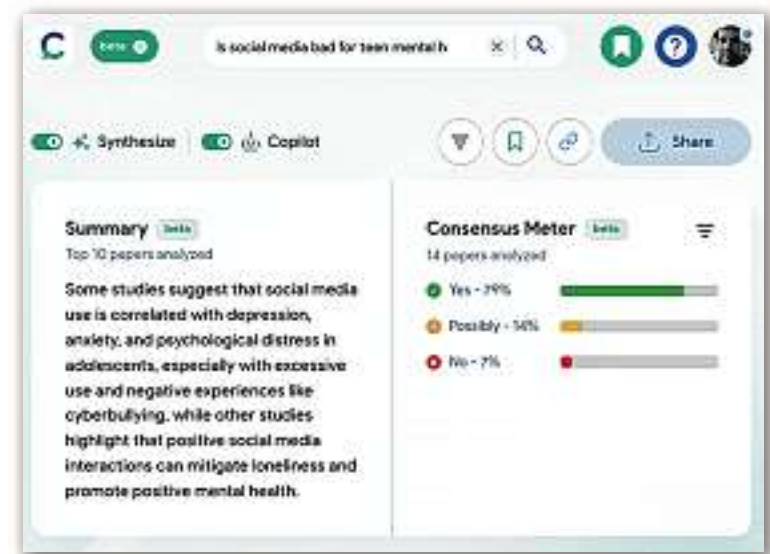 beta
Is social media bad for teen mental h
Synthesize
Copilot
Share
Summary beta
Top 10 papers analyzed
Some studies suggest that social media
use is correlated with depression,
anxiety, and psychological distress in
adolescents, especially with excessive
use and negative experiences like
cyberbullying, while other studies
highlight that positive social media
interactions can mitigate loneliness and
promote positive mental health.
Consensus Meter beta
14 papers analyzed
Yes - 79%
Possibly - 14%
No - 7%